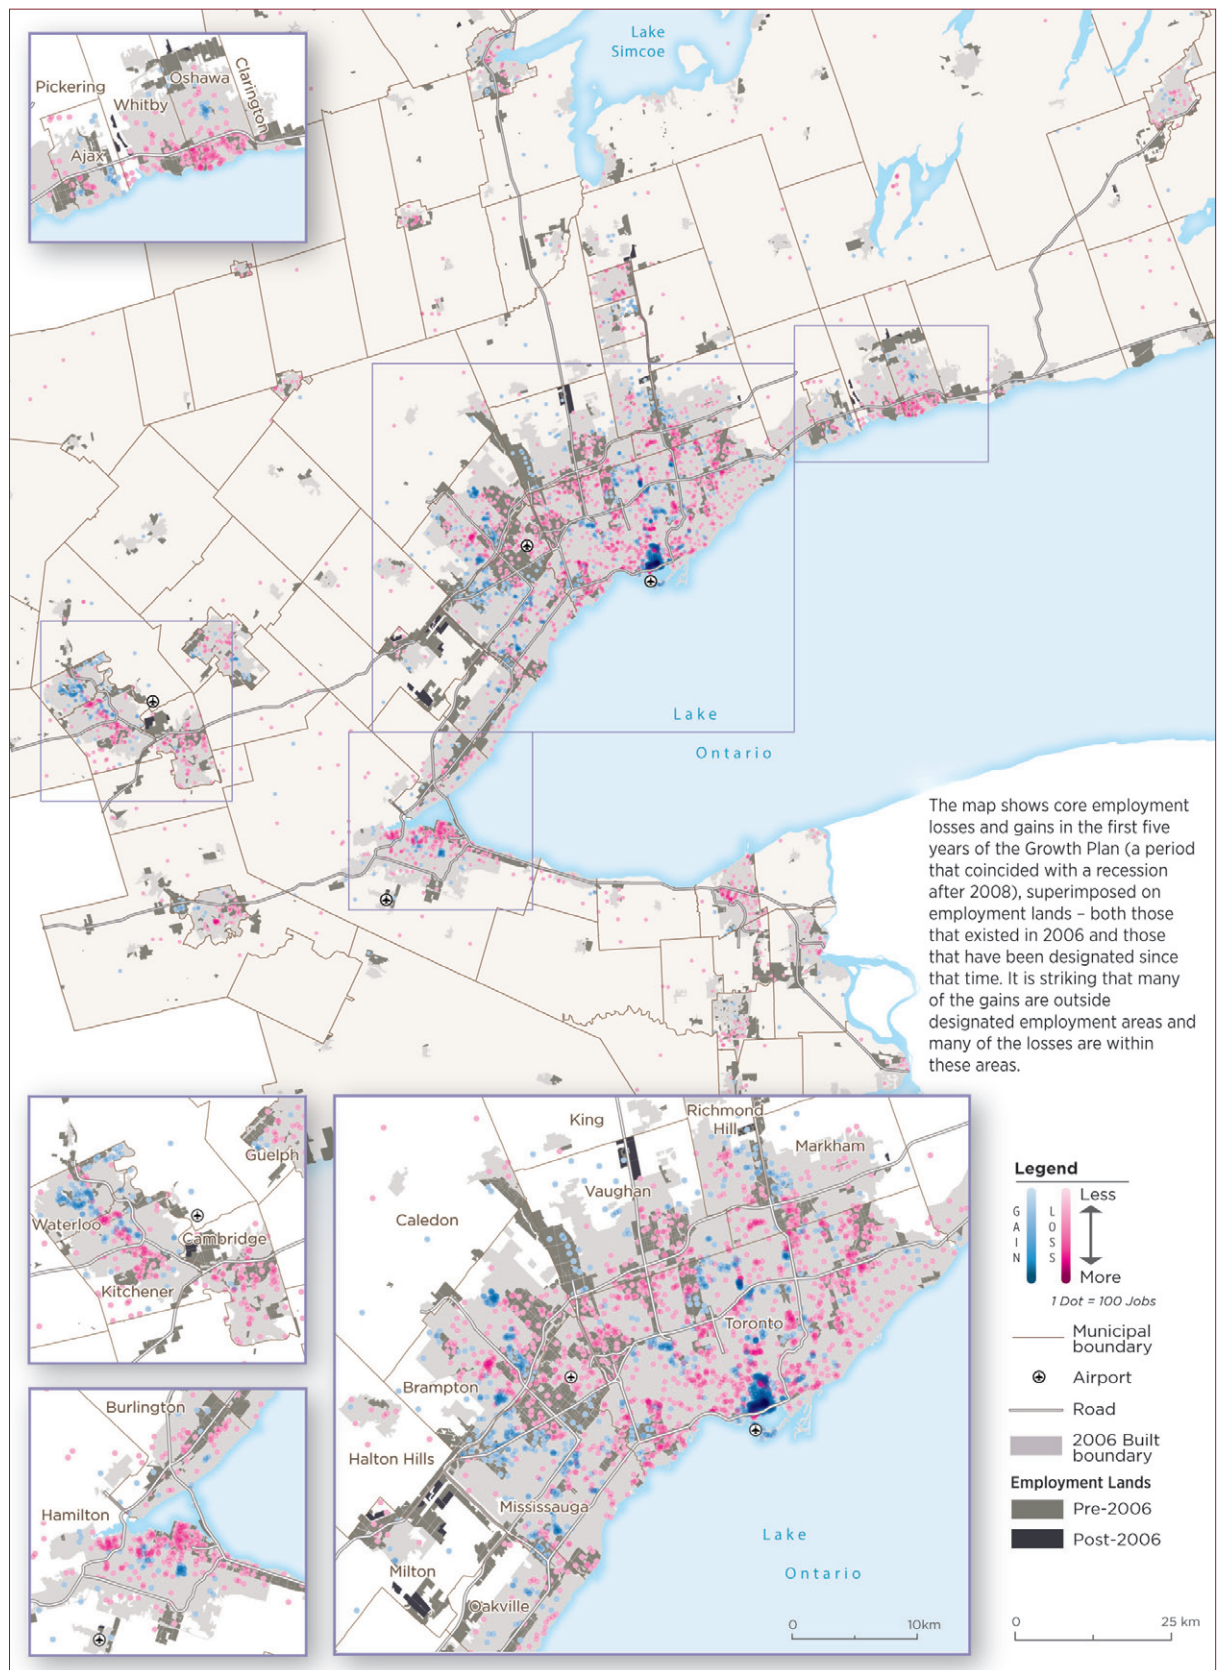 Lake
Simcoe
Pickering
Whitby
Oshawa
Clarington
Ajax
Lake
Ontario
The map shows core employment
losses and gains in the first five
years of the Growth Plan (a period
that coincided with a recession
after 2008), superimposed on
employment lands – both those
that existed in 2006 and those
that have been designated since
that time. It is striking that many
of the gains are outside
designated employment areas and
many of the losses are within
these areas.
Guelph
Waterloo
Cambridge
Kitchener
Burlington
Hamilton
King
Richmond
Hill
Markham
Vaughan
Caledon
Toronto
Brampton
Halton Hills
Mississauga
Milton
Oakville
Lake
Ontario
0 10km
Legend
GAIN
LOSS
Less
More
1 Dot = 100 Jobs
Municipal
boundary
Airport
Road
2006 Built
boundary
Employment Lands
Pre-2006
Post-2006
0 25 km